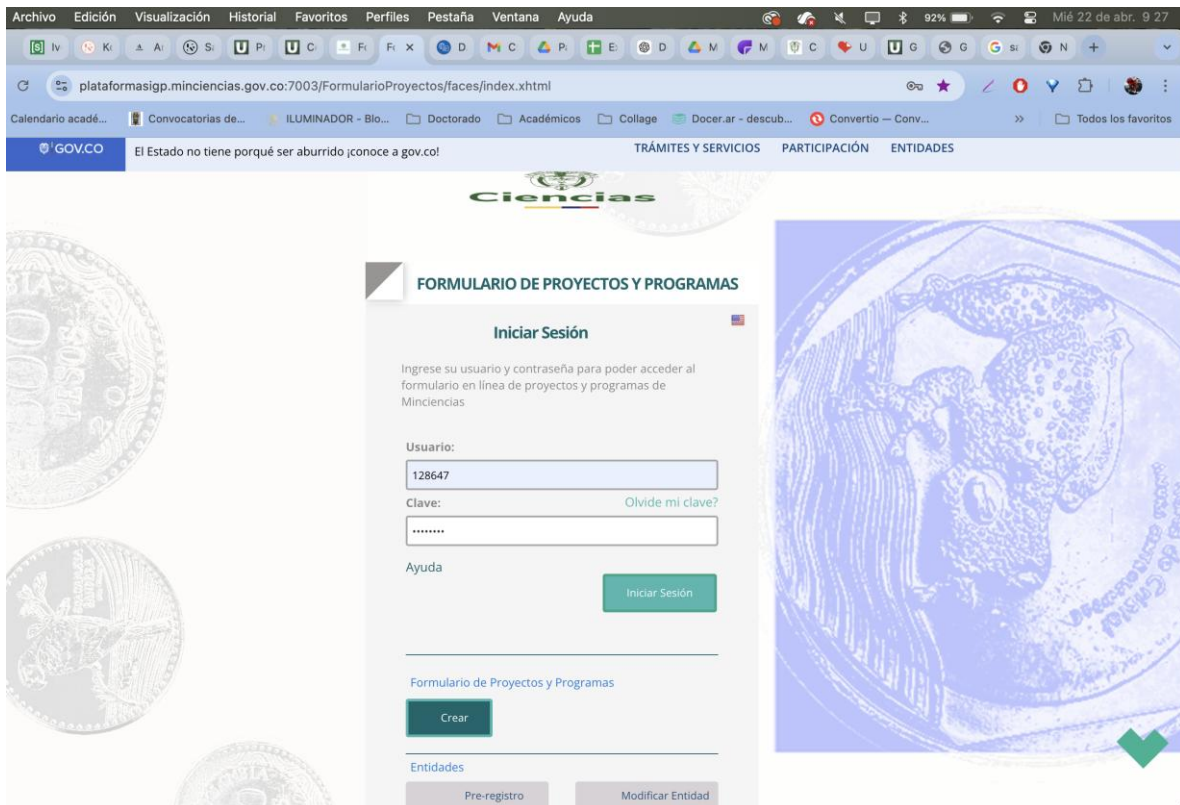 Archivo Edición Visualización Historial Favoritos Perfiles Pestaña Ventana Ayuda 92% Mié 22 de abr. 9 27
plataformasigp.minciencias.gov.co:7003/FormularioProyectos/faces/index.xhtml
Calendario acadé... Convocatorias de... ILUMINADOR - Blo... Doctorado Académicos Collage Docer.ar - descub... Convertio — Conv... » Todos los favoritos
GOV.CO El Estado no tiene porqué ser aburrido ¡conoce a gov.co! TRÁMITES Y SERVICIOS PARTICIPACIÓN ENTIDADES
Ciencias
FORMULARIO DE PROYECTOS Y PROGRAMAS
Iniciar Sesión
Ingrese su usuario y contraseña para poder acceder al
formulario en línea de proyectos y programas de
Minciencias
Usuario:
128647
Clave: Olvide mi clave?
........
Ayuda
Iniciar Sesión
Formulario de Proyectos y Programas
Crear
Entidades
Pre-registro Modificar Entidad